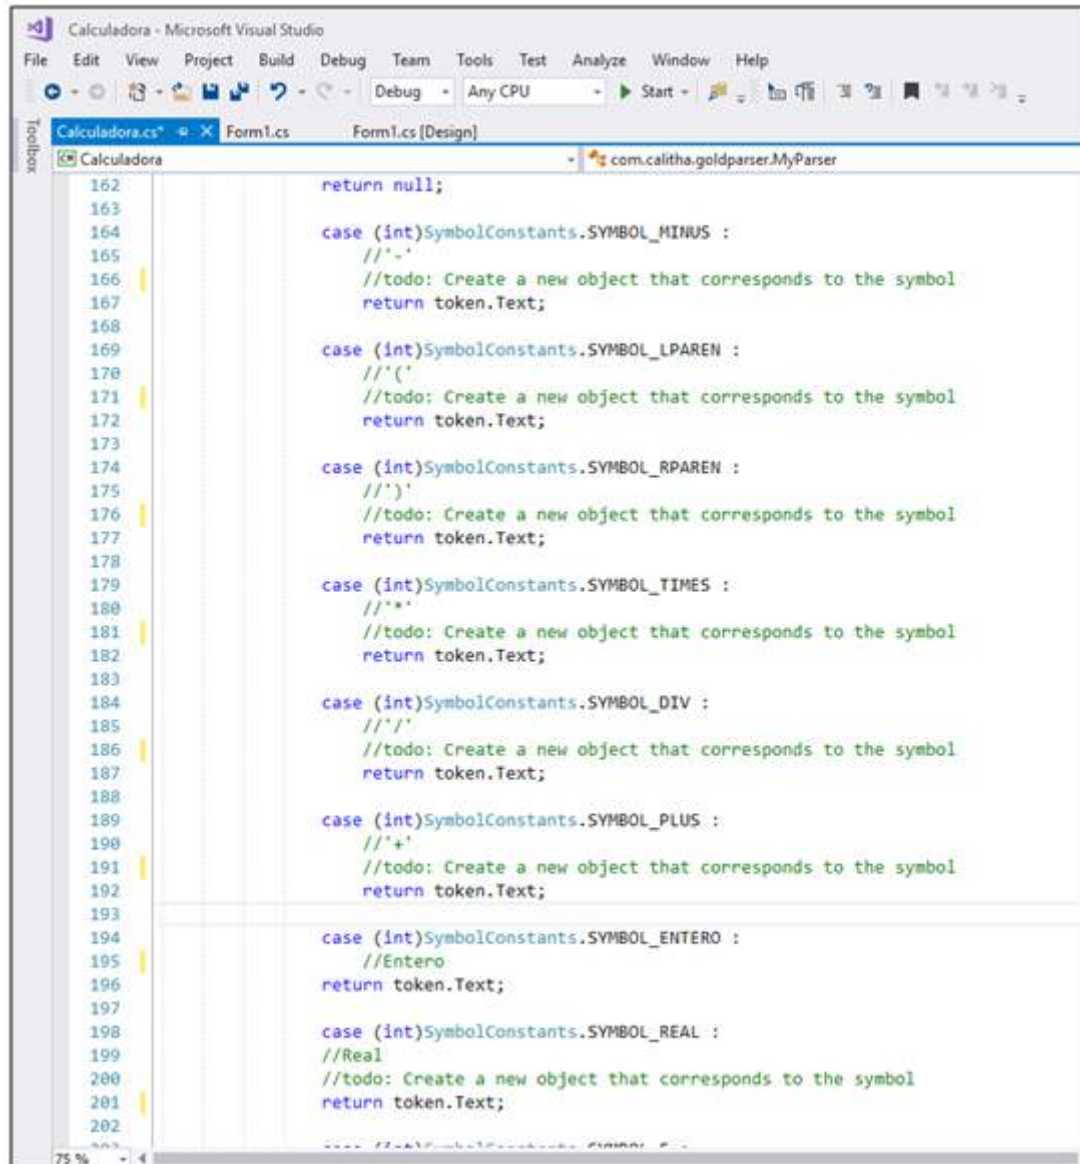 Calculadora - Microsoft Visual Studio
File Edit View Project Build Debug Team Tools Test Analyze Window Help
Debug Any CPU Start
Toolbox
Calculadora.cs* Form1.cs Form1.cs [Design]
Calculadora com.calitha.goldparser.MyParser
162 return null;
163
164 case (int)SymbolConstants.SYMBOL_MINUS :
165 //'-'
166 //todo: Create a new object that corresponds to the symbol
167 return token.Text;
168
169 case (int)SymbolConstants.SYMBOL_LPAREN :
170 //'('
171 //todo: Create a new object that corresponds to the symbol
172 return token.Text;
173
174 case (int)SymbolConstants.SYMBOL_RPAREN :
175 //')'
176 //todo: Create a new object that corresponds to the symbol
177 return token.Text;
178
179 case (int)SymbolConstants.SYMBOL_TIMES :
180 //'*'
181 //todo: Create a new object that corresponds to the symbol
182 return token.Text;
183
184 case (int)SymbolConstants.SYMBOL_DIV :
185 //'/'
186 //todo: Create a new object that corresponds to the symbol
187 return token.Text;
188
189 case (int)SymbolConstants.SYMBOL_PLUS :
190 //'+'
191 //todo: Create a new object that corresponds to the symbol
192 return token.Text;
193
194 case (int)SymbolConstants.SYMBOL_ENTERO :
195 //Entero
196 return token.Text;
197
198 case (int)SymbolConstants.SYMBOL_REAL :
199 //Real
200 //todo: Create a new object that corresponds to the symbol
201 return token.Text;
202
75 %